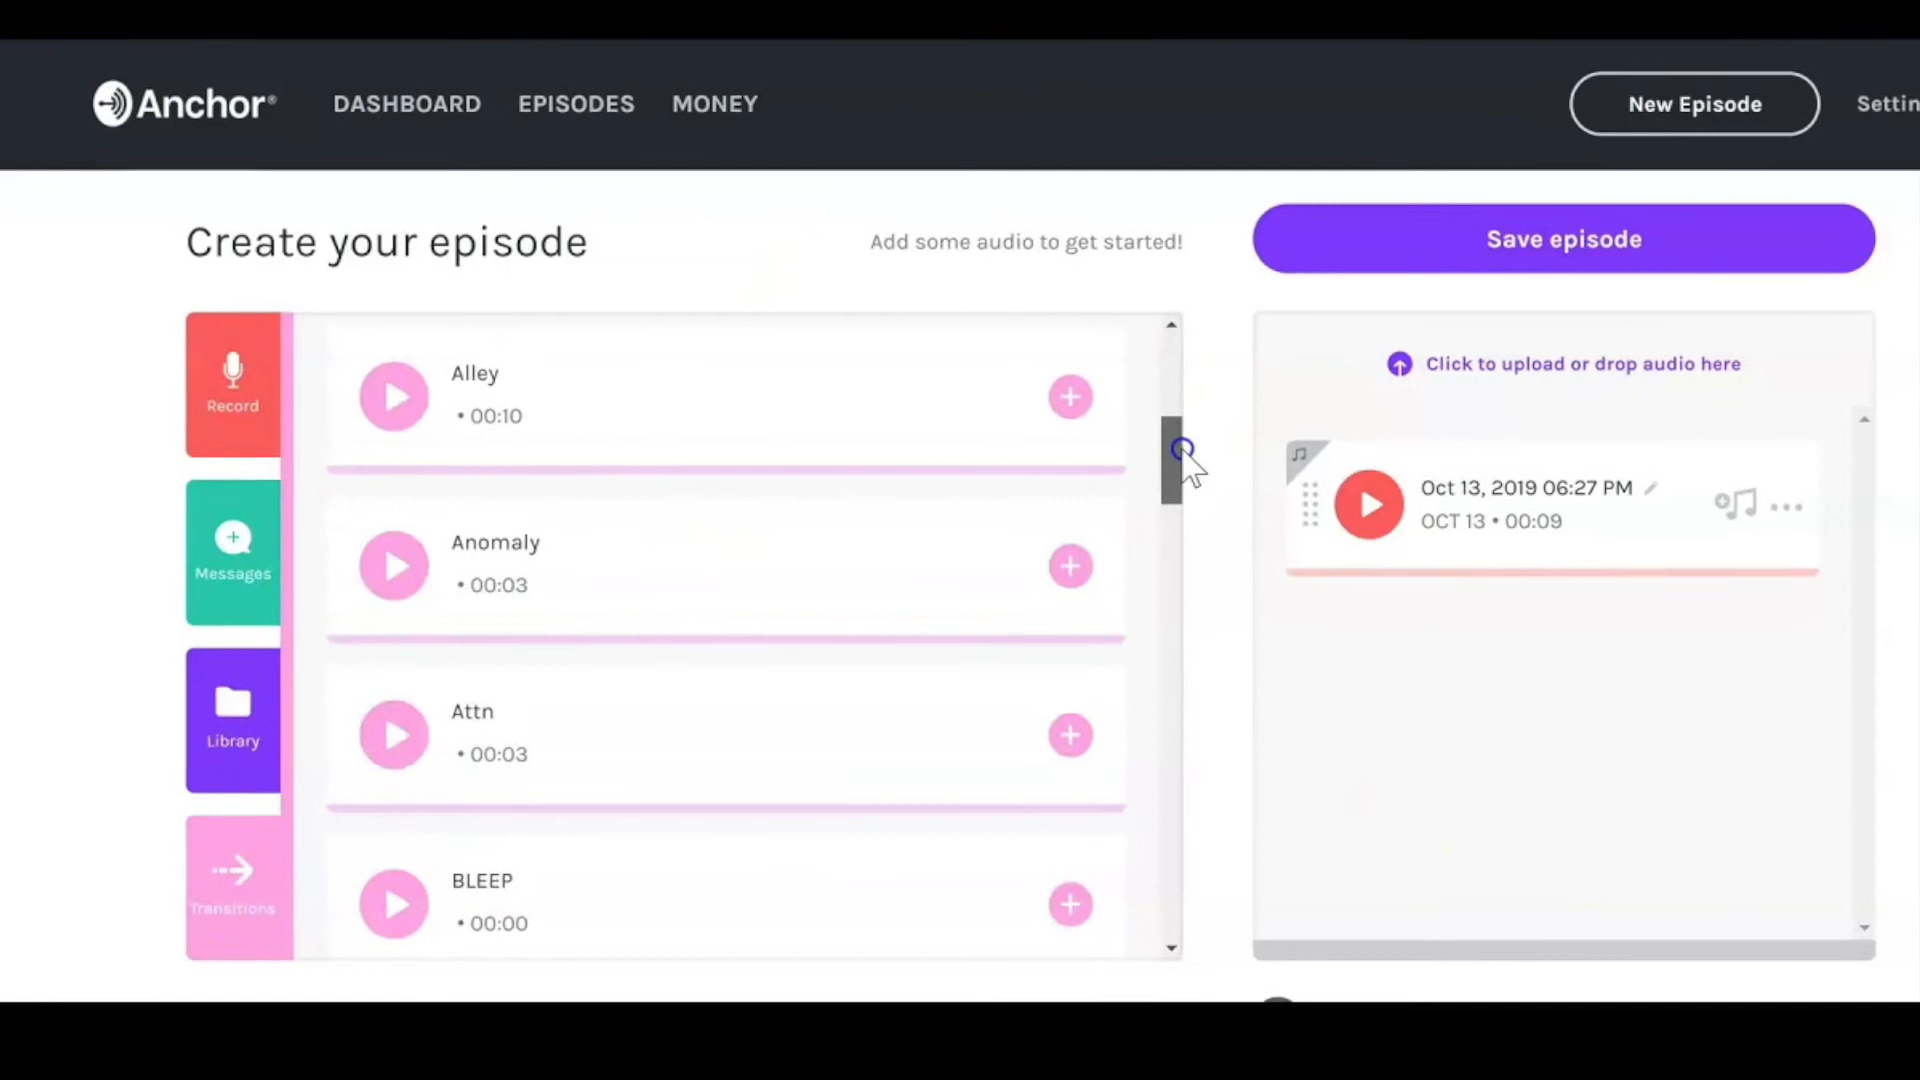 Anchor®
DASHBOARD EPISODES MONEY
New Episode
Settin
Create your episode
Add some audio to get started!
Save episode
Record
Messages
Library
Transitions
Alley
• 00:10
Anomaly
• 00:03
Attn
• 00:03
BLEEP
• 00:00
Click to upload or drop audio here
Oct 13, 2019 06:27 PM
OCT 13 • 00:09